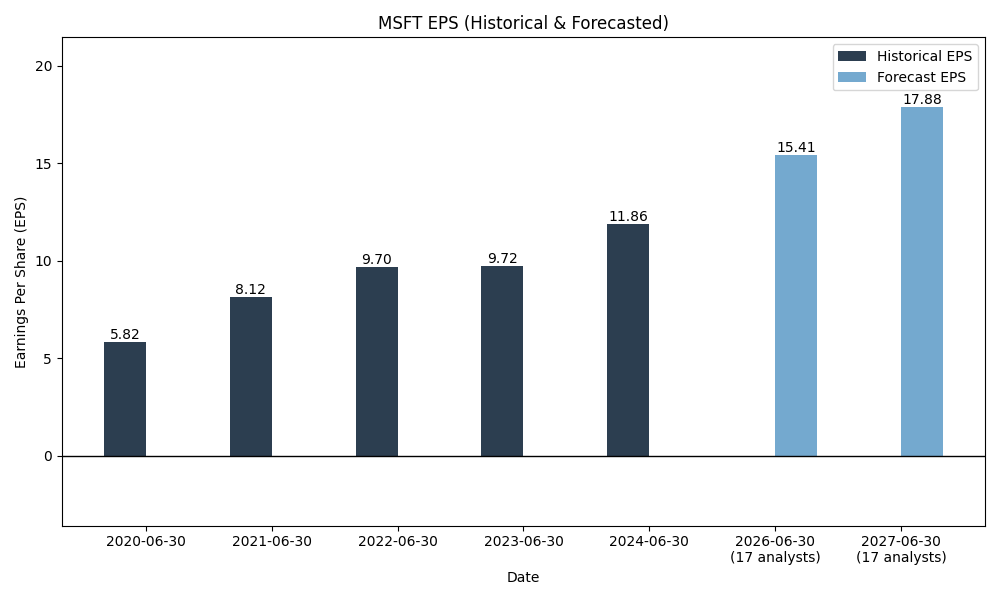 MSFT EPS (Historical & Forecasted)
Historical EPS
Forecast EPS
Earnings Per Share (EPS)
20
15
10
5
0
5.82
8.12
9.70
9.72
11.86
15.41
17.88
2020-06-30
2021-06-30
2022-06-30
2023-06-30
2024-06-30
2026-06-30
(17 analysts)
2027-06-30
(17 analysts)
Date